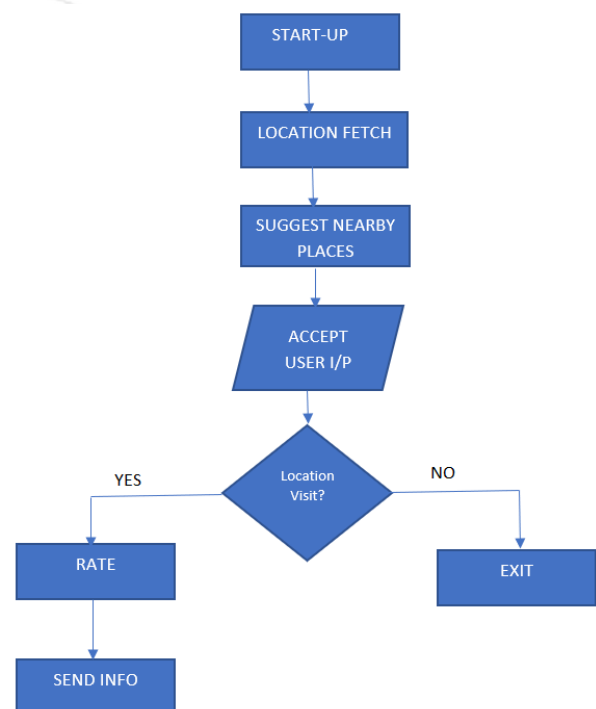 START-UP
LOCATION FETCH
SUGGEST NEARBY
PLACES
ACCEPT
USER I/P
Location
Visit?
YES
NO
RATE
EXIT
SEND INFO